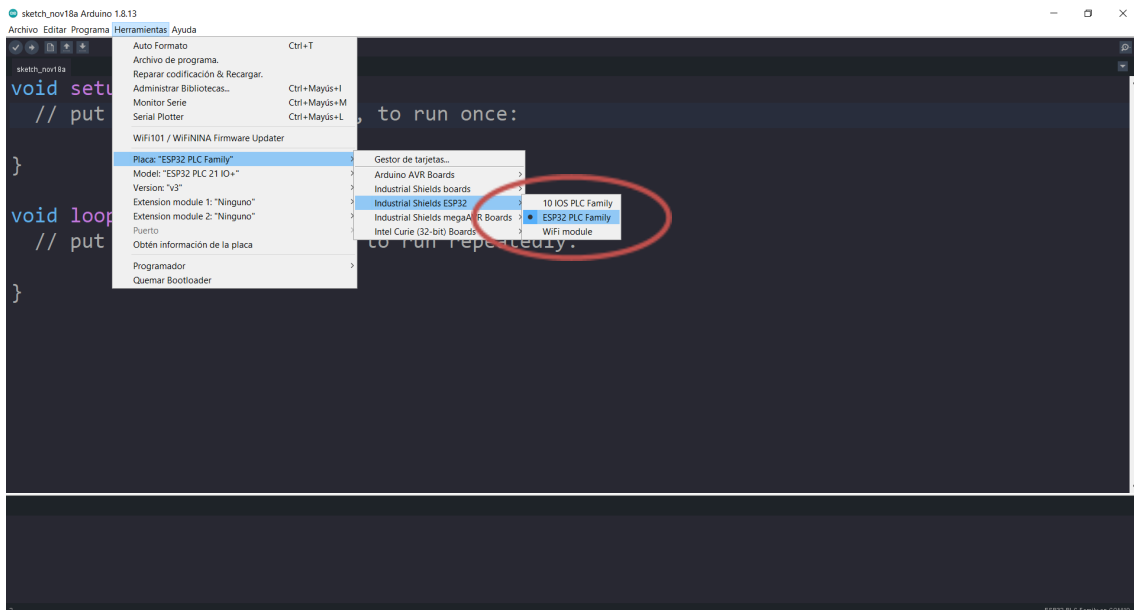 sketch_nov18a Arduino 1.8.13
Archivo Editar Programa Herramientas Ayuda
sketch_nov18a
Auto Formato Ctrl+T
Archivo de programa.
Reparar codificación & Recargar.
Administrar Bibliotecas... Ctrl+Mayús+I
Monitor Serie Ctrl+Mayús+M
Serial Plotter Ctrl+Mayús+L
WiFi101 / WiFiNINA Firmware Updater
Placa: "ESP32 PLC Family"
Model: "ESP32 PLC 21 IO+"
Version: "v3"
Extension module 1: "Ninguno"
Extension module 2: "Ninguno"
Puerto
Obtén información de la placa
Programador
Quemar Bootloader
Gestor de tarjetas...
Arduino AVR Boards
Industrial Shields boards
Industrial Shields ESP32
Industrial Shields megaAVR Boards
Intel Curie (32-bit) Boards
10 IOS PLC Family
ESP32 PLC Family
WiFi module
void setu
// put , to run once:
}
void loop
// put to run repeatedly:
}